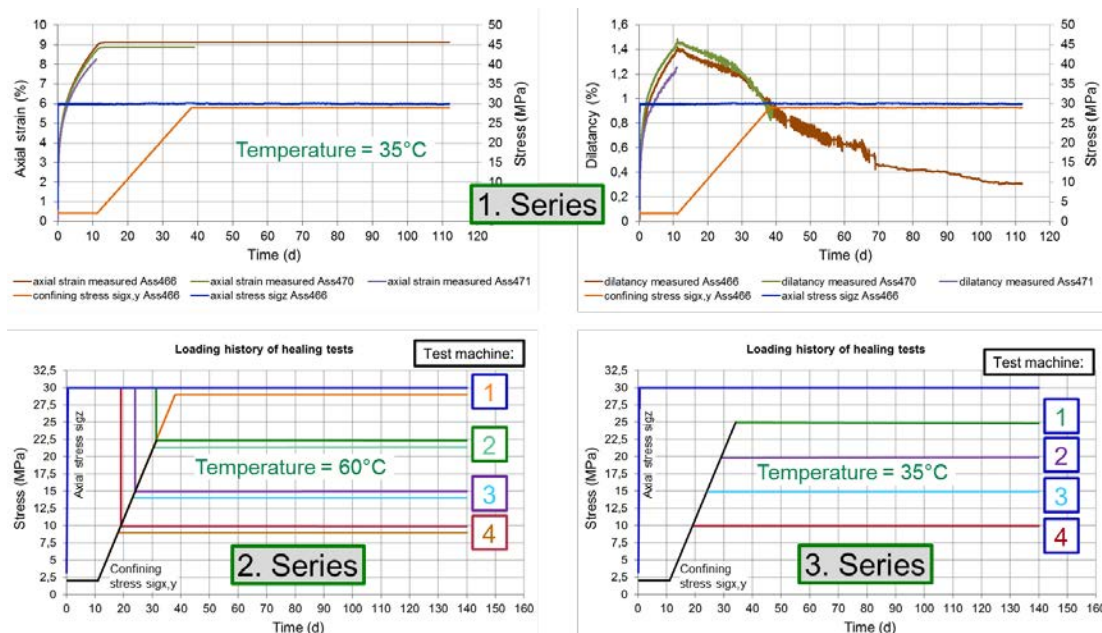 10
9
8
7
6
5
4
3
2
1
0
Axial strain (%)
50
45
40
35
30
25
20
15
10
Stress (MPa)
Temperature = 35°C
0 10 20 30 40 50 60 70 80 90 100 110 120
Time (d)
axial strain measured Ass466 axial strain measured Ass470 axial strain measured Ass471
confining stress sigx,y Ass466 axial stress sigz Ass466
1. Series
1,6
1,4
1,2
1
0,8
0,6
0,4
0,2
0
Dilatancy (%)
50
45
40
35
30
25
20
15
10
5
0
Stress (MPa)
0 10 20 30 40 50 60 70 80 90 100 110 120
Time (d)
dilatancy measured Ass466 dilatancy measured Ass470 dilatancy measured Ass471
confining stress sigx,y Ass466 axial stress sigz Ass466
Loading history of healing tests
Test machine:
32,5
30
27,5
25
22,5
20
17,5
15
12,5
10
7,5
5
2,5
0
Stress (MPa)
Axial stress sigz
1
2
Temperature = 60°C
3
4
2. Series
Confining
stress sigx,y
0 10 20 30 40 50 60 70 80 90 100 110 120 130 140 150 160
Time (d)
Loading history of healing tests
Test machine:
32,5
30
27,5
25
22,5
20
17,5
15
12,5
10
7,5
5
2,5
0
Stress (MPa)
Axial stress sigz
1
2
Temperature = 35°C
3
4
3. Series
Confining
stress sigx,y
0 10 20 30 40 50 60 70 80 90 100 110 120 130 140 150 160
Time (d)